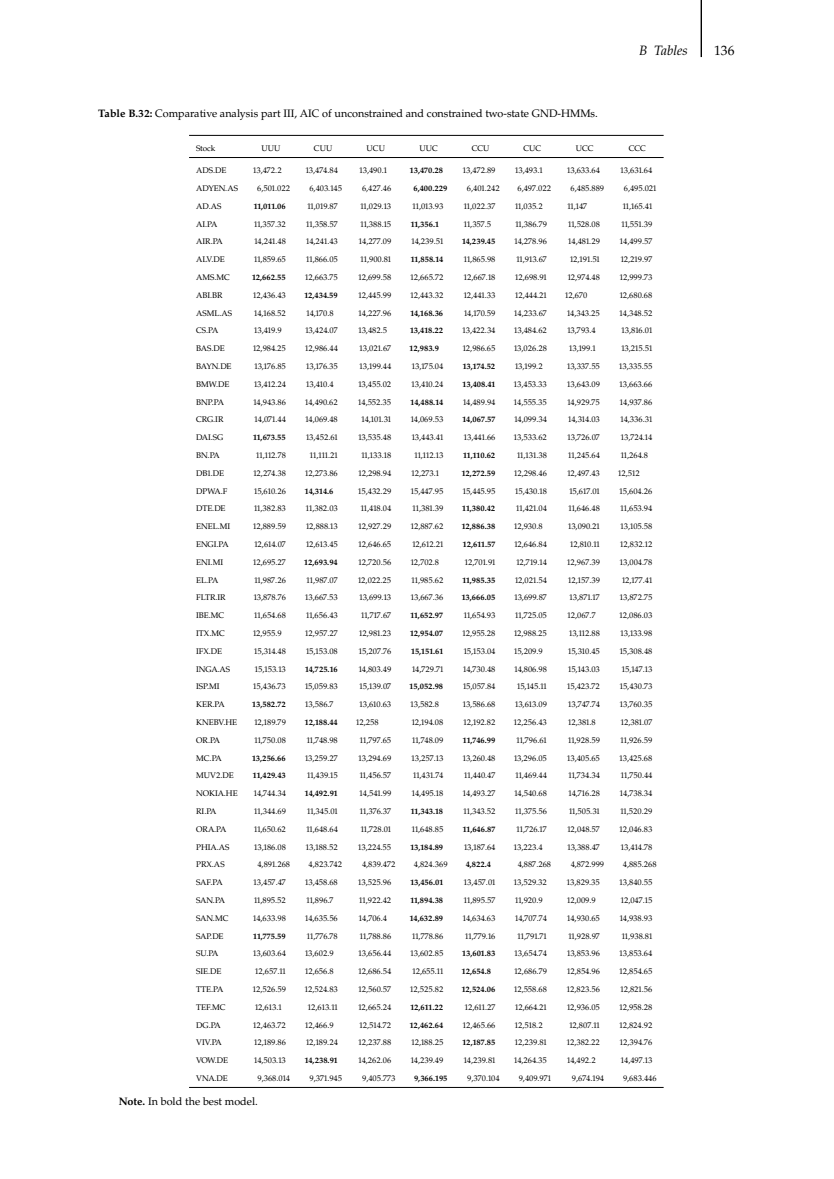 B Tables 136
Table B.32: Comparative analysis part III, AIC of unconstrained and constrained two-state GND-HMMs.
Stock UUU CUU UCU UUC CCU CUC UCC CCC
ADS.DE 13,472.2 13,474.84 13,490.1 13,470.28 13,472.89 13,493.1 13,633.64 13,631.64
ADYEN.AS 6,501.022 6,403.145 6,427.46 6,400.229 6,401.242 6,497.022 6,485.889 6,495.021
AD.AS 11,011.06 11,019.87 11,029.13 11,013.93 11,022.37 11,035.2 11,147 11,165.41
AI.PA 11,357.32 11,358.57 11,388.15 11,356.1 11,357.5 11,386.79 11,528.08 11,551.39
AIR.PA 14,241.48 14,241.43 14,277.09 14,239.51 14,239.45 14,278.96 14,481.29 14,499.57
ALV.DE 11,859.65 11,866.05 11,900.81 11,858.14 11,865.98 11,913.67 12,191.51 12,219.97
AMS.MC 12,662.55 12,663.75 12,699.58 12,665.72 12,667.18 12,698.91 12,974.48 12,999.73
ABI.BR 12,436.43 12,434.59 12,445.99 12,443.32 12,441.33 12,444.21 12,670 12,680.68
ASML.AS 14,168.52 14,170.8 14,227.96 14,168.36 14,170.59 14,233.67 14,343.25 14,348.52
CS.PA 13,419.9 13,424.07 13,482.5 13,418.22 13,422.34 13,484.62 13,793.4 13,816.01
BAS.DE 12,984.25 12,986.44 13,021.67 12,983.9 12,986.65 13,026.28 13,199.1 13,215.51
BAYN.DE 13,176.85 13,176.35 13,199.44 13,175.04 13,174.52 13,199.2 13,337.55 13,335.55
BMW.DE 13,412.24 13,410.4 13,455.02 13,410.24 13,408.41 13,453.33 13,643.09 13,663.66
BNP.PA 14,943.86 14,490.62 14,552.35 14,488.14 14,489.94 14,555.35 14,929.75 14,937.86
CRG.IR 14,071.44 14,069.48 14,101.31 14,069.53 14,067.57 14,099.34 14,314.03 14,336.31
DAI.SG 11,673.55 13,452.61 13,535.48 13,443.41 13,441.66 13,533.62 13,726.07 13,724.14
BN.PA 11,112.78 11,111.21 11,133.18 11,112.13 11,110.62 11,131.38 11,245.64 11,264.8
DB1.DE 12,274.38 12,273.86 12,298.94 12,273.1 12,272.59 12,298.46 12,497.43 12,512
DPWA.F 15,610.26 14,314.6 15,432.29 15,447.95 15,445.95 15,430.18 15,617.01 15,604.26
DTE.DE 11,382.83 11,382.03 11,418.04 11,381.39 11,380.42 11,421.04 11,646.48 11,653.94
ENEL.MI 12,889.59 12,888.13 12,927.29 12,887.62 12,886.38 12,930.8 13,090.21 13,105.58
ENGI.PA 12,614.07 12,613.45 12,646.65 12,612.21 12,611.57 12,646.84 12,810.11 12,832.12
ENI.MI 12,695.27 12,693.94 12,720.56 12,702.8 12,701.91 12,719.14 12,967.39 13,004.78
EL.PA 11,987.26 11,987.07 12,022.25 11,985.62 11,985.35 12,021.54 12,157.39 12,177.41
FLTR.IR 13,878.76 13,667.53 13,699.13 13,667.36 13,666.05 13,699.87 13,871.17 13,872.75
IBE.MC 11,654.68 11,656.43 11,717.67 11,652.97 11,654.93 11,725.05 12,067.7 12,086.03
ITX.MC 12,955.9 12,957.27 12,981.23 12,954.07 12,955.28 12,988.25 13,112.88 13,133.98
IFX.DE 15,314.48 15,153.08 15,207.76 15,151.61 15,153.04 15,209.9 15,310.45 15,308.48
INGA.AS 15,153.13 14,725.16 14,803.49 14,729.71 14,730.48 14,806.98 15,143.03 15,147.13
ISP.MI 15,436.73 15,059.83 15,139.07 15,052.98 15,057.84 15,145.11 15,423.72 15,430.73
KER.PA 13,582.72 13,586.7 13,610.63 13,582.8 13,586.68 13,613.09 13,747.74 13,760.35
KNEBV.HE 12,189.79 12,188.44 12,258 12,194.08 12,192.82 12,256.43 12,381.8 12,381.07
OR.PA 11,750.08 11,748.98 11,797.65 11,748.09 11,746.99 11,796.61 11,928.59 11,926.59
MC.PA 13,256.66 13,259.27 13,294.69 13,257.13 13,260.48 13,296.05 13,405.65 13,425.68
MUV2.DE 11,429.43 11,439.15 11,456.57 11,431.74 11,440.47 11,469.44 11,734.34 11,750.44
NOKIA.HE 14,744.34 14,492.91 14,541.99 14,495.18 14,493.27 14,540.68 14,716.28 14,738.34
RI.PA 11,344.69 11,345.01 11,376.37 11,343.18 11,343.52 11,375.56 11,505.31 11,520.29
ORA.PA 11,650.62 11,648.64 11,728.01 11,648.85 11,646.87 11,726.17 12,048.57 12,046.83
PHIA.AS 13,186.08 13,188.52 13,224.55 13,184.89 13,187.64 13,223.4 13,388.47 13,414.78
PRX.AS 4,891.268 4,823.742 4,839.472 4,824.369 4,822.4 4,887.268 4,872.999 4,885.268
SAF.PA 13,457.47 13,458.68 13,525.96 13,456.01 13,457.01 13,529.32 13,829.35 13,840.55
SAN.PA 11,895.52 11,896.7 11,922.42 11,894.38 11,895.57 11,920.9 12,009.9 12,047.15
SAN.MC 14,633.98 14,635.56 14,706.4 14,632.89 14,634.63 14,707.74 14,930.65 14,938.93
SAP.DE 11,775.59 11,776.78 11,788.86 11,778.86 11,779.16 11,791.71 11,928.97 11,938.81
SU.PA 13,603.64 13,602.9 13,656.44 13,602.85 13,601.83 13,654.74 13,853.96 13,853.64
SIE.DE 12,657.11 12,656.8 12,686.54 12,655.11 12,654.8 12,686.79 12,854.96 12,854.65
TTE.PA 12,526.59 12,524.83 12,560.57 12,525.82 12,524.06 12,558.68 12,823.56 12,821.56
TEF.MC 12,613.1 12,613.11 12,665.24 12,611.22 12,611.27 12,664.21 12,936.05 12,958.28
DG.PA 12,463.72 12,466.9 12,514.72 12,462.64 12,465.66 12,518.2 12,807.11 12,824.92
VIV.PA 12,189.86 12,189.24 12,237.88 12,188.25 12,187.85 12,239.81 12,382.22 12,394.76
VOW.DE 14,503.13 14,238.91 14,262.06 14,239.49 14,239.81 14,264.35 14,492.2 14,497.13
VNA.DE 9,368.014 9,371.945 9,405.773 9,366.195 9,370.104 9,409.971 9,674.194 9,683.446
Note. In bold the best model.